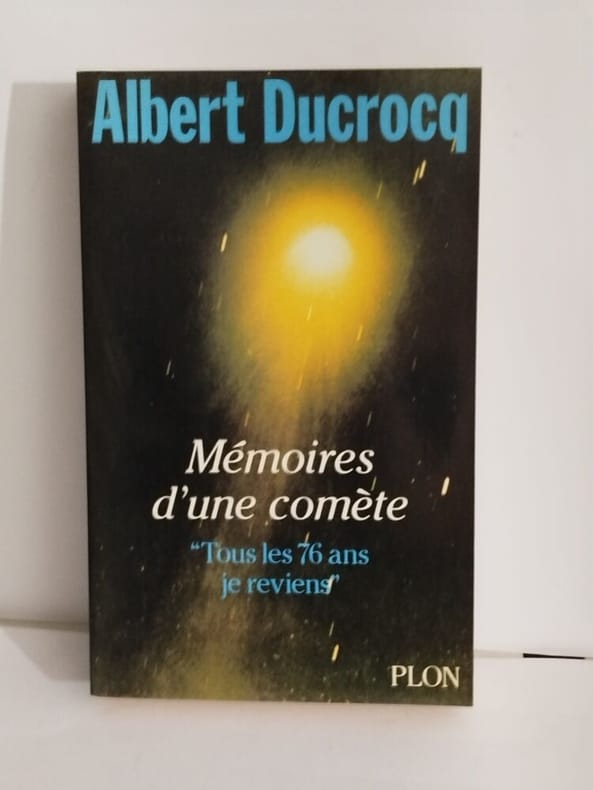 Albert Ducrocq
Mémoires
d'une comète
“Tous les 76 ans
je reviens”
PLON